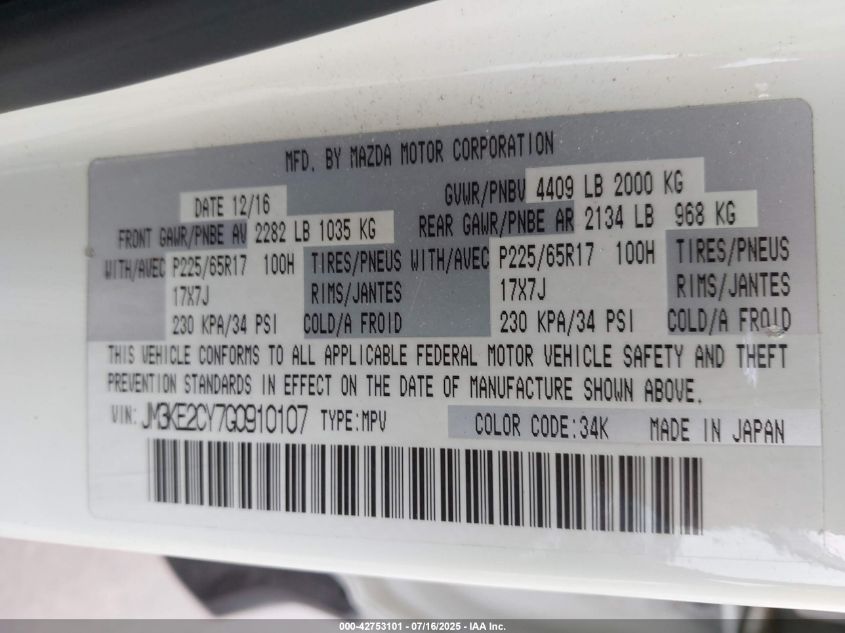 MFD. BY MAZDA MOTOR CORPORATION
DATE 12/16 GVWR/PNBV 4409 LB 2000 KG
FRONT GAWR/PNBE AV 2282 LB 1035 KG REAR GAWR/PNBE AR 2134 LB 968 KG
WITH/AVEC P225/65R17 100H TIRES/PNEUS WITH/AVEC P225/65R17 100H TIRES/PNEUS
17X7J RIMS/JANTES 17X7J RIMS/JANTES
230 KPA/34 PSI COLD/A FROID 230 KPA/34 PSI COLD/A FROID
THIS VEHICLE CONFORMS TO ALL APPLICABLE FEDERAL MOTOR VEHICLE SAFETY AND THEFT
PREVENTION STANDARDS IN EFFECT ON THE DATE OF MANUFACTURE SHOWN ABOVE.
VIN: JM3KE2CY7G0910107 TYPE:MPV COLOR CODE:34K MADE IN JAPAN
000-42753101 - 07/16/2025 - IAA Inc.